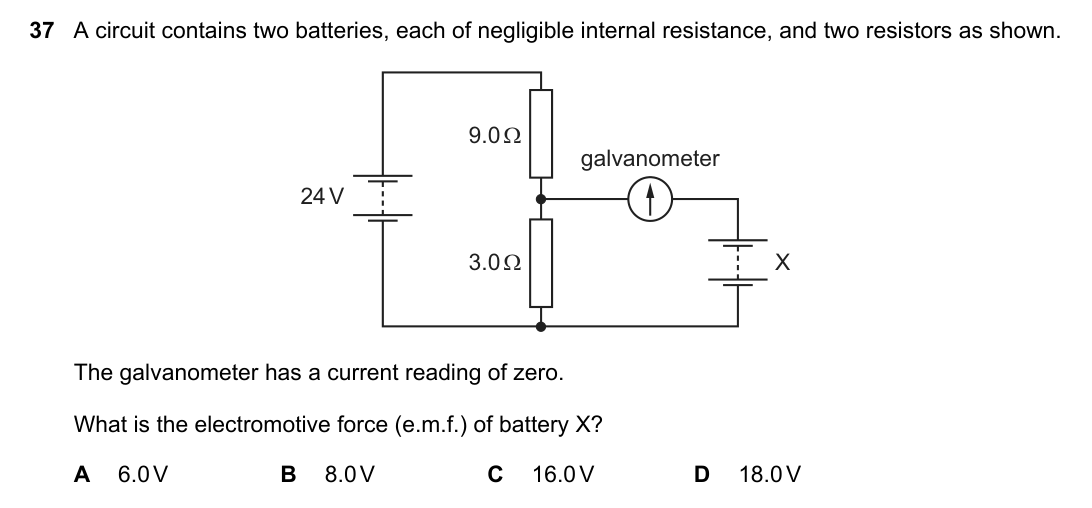 37 A circuit contains two batteries, each of negligible internal resistance, and two resistors as shown.
9.0Ω
galvanometer
24V
3.0Ω
X
The galvanometer has a current reading of zero.
What is the electromotive force (e.m.f.) of battery X?
A 6.0V B 8.0V C 16.0V D 18.0V